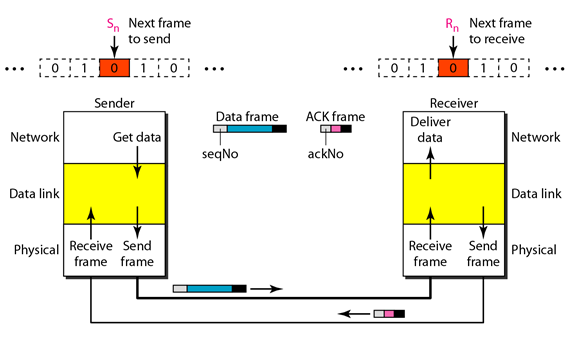 Sn Next frame to send
Rn Next frame to receive
... 0 1 0 1 0 ...
... 0 1 0 1 0 ...
Sender
Receiver
Data frame
ACK frame
seqNo
ackNo
Network
Get data
Deliver data
Network
Data link
Data link
Physical
Receive frame
Send frame
Receive frame
Send frame
Physical